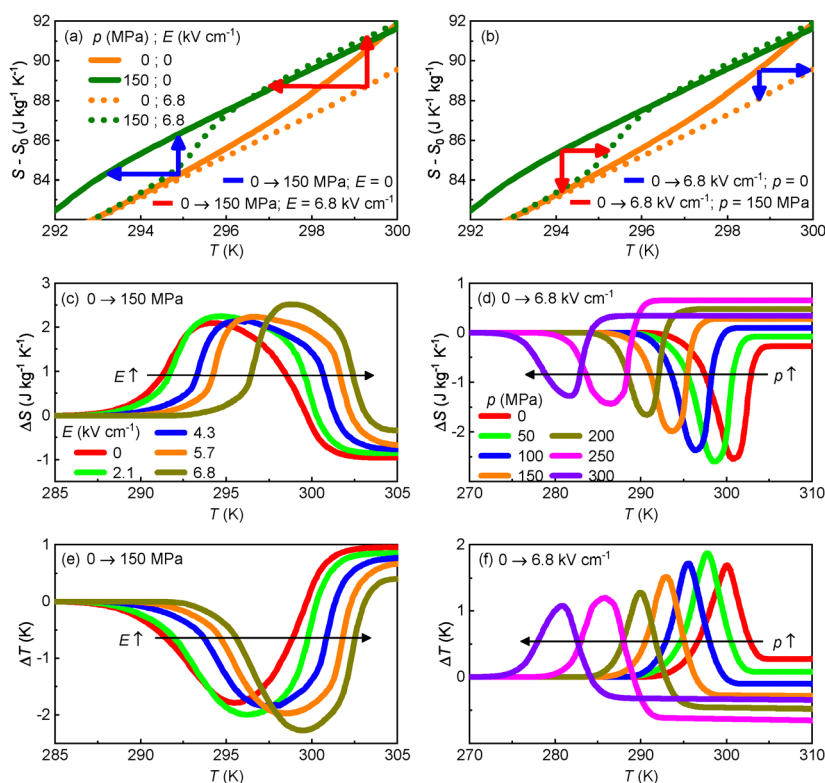 (a) p (MPa) ; E (kV cm⁻¹)
0 ; 0
150 ; 0
0 ; 6.8
150 ; 6.8
0 → 150 MPa; E = 0
0 → 150 MPa; E = 6.8 kV cm⁻¹
92
90
88
86
84
S - S₀ (J kg⁻¹ K⁻¹)
292 294 296 298 300
T (K)
(b)
0 → 6.8 kV cm⁻¹; p = 0
0 → 6.8 kV cm⁻¹; p = 150 MPa
92
90
88
86
84
S - S₀ (J K⁻¹ kg⁻¹)
292 294 296 298 300
T (K)
(c) 0 → 150 MPa
E↑
E (kV cm⁻¹)
0
2.1
4.3
5.7
6.8
3
2
1
0
-1
ΔS (J kg⁻¹ K⁻¹)
285 290 295 300 305
T (K)
(d) 0 → 6.8 kV cm⁻¹
p↑
p (MPa)
0
50
100
150
200
250
300
1
0
-1
-2
-3
ΔS (J kg⁻¹ K⁻¹)
270 280 290 300 310
T (K)
(e) 0 → 150 MPa
E↑
1
0
-1
-2
ΔT (K)
285 290 295 300 305
T (K)
(f) 0 → 6.8 kV cm⁻¹
p↑
2
1
0
-1
ΔT (K)
270 280 290 300 310
T (K)